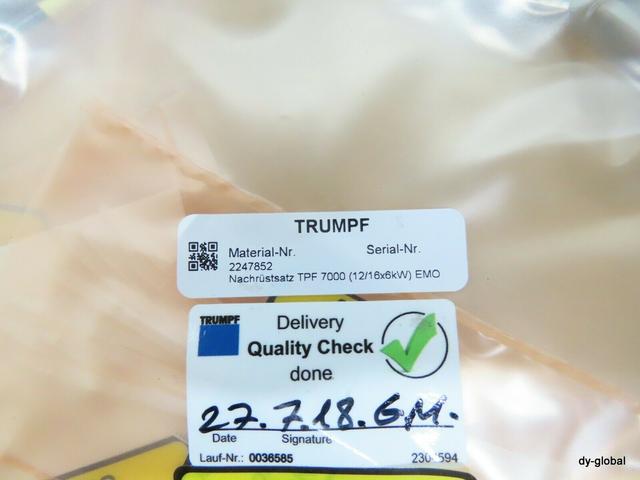 TRUMPF
Material-Nr. Serial-Nr.
2247852
Nachrüstsatz TPF 7000 (12/16x6kW) EMO
TRUMPF
Delivery
Quality Check
done
27.7.18. G.M.
Date Signature
Lauf-Nr.: 0036585
dy-global